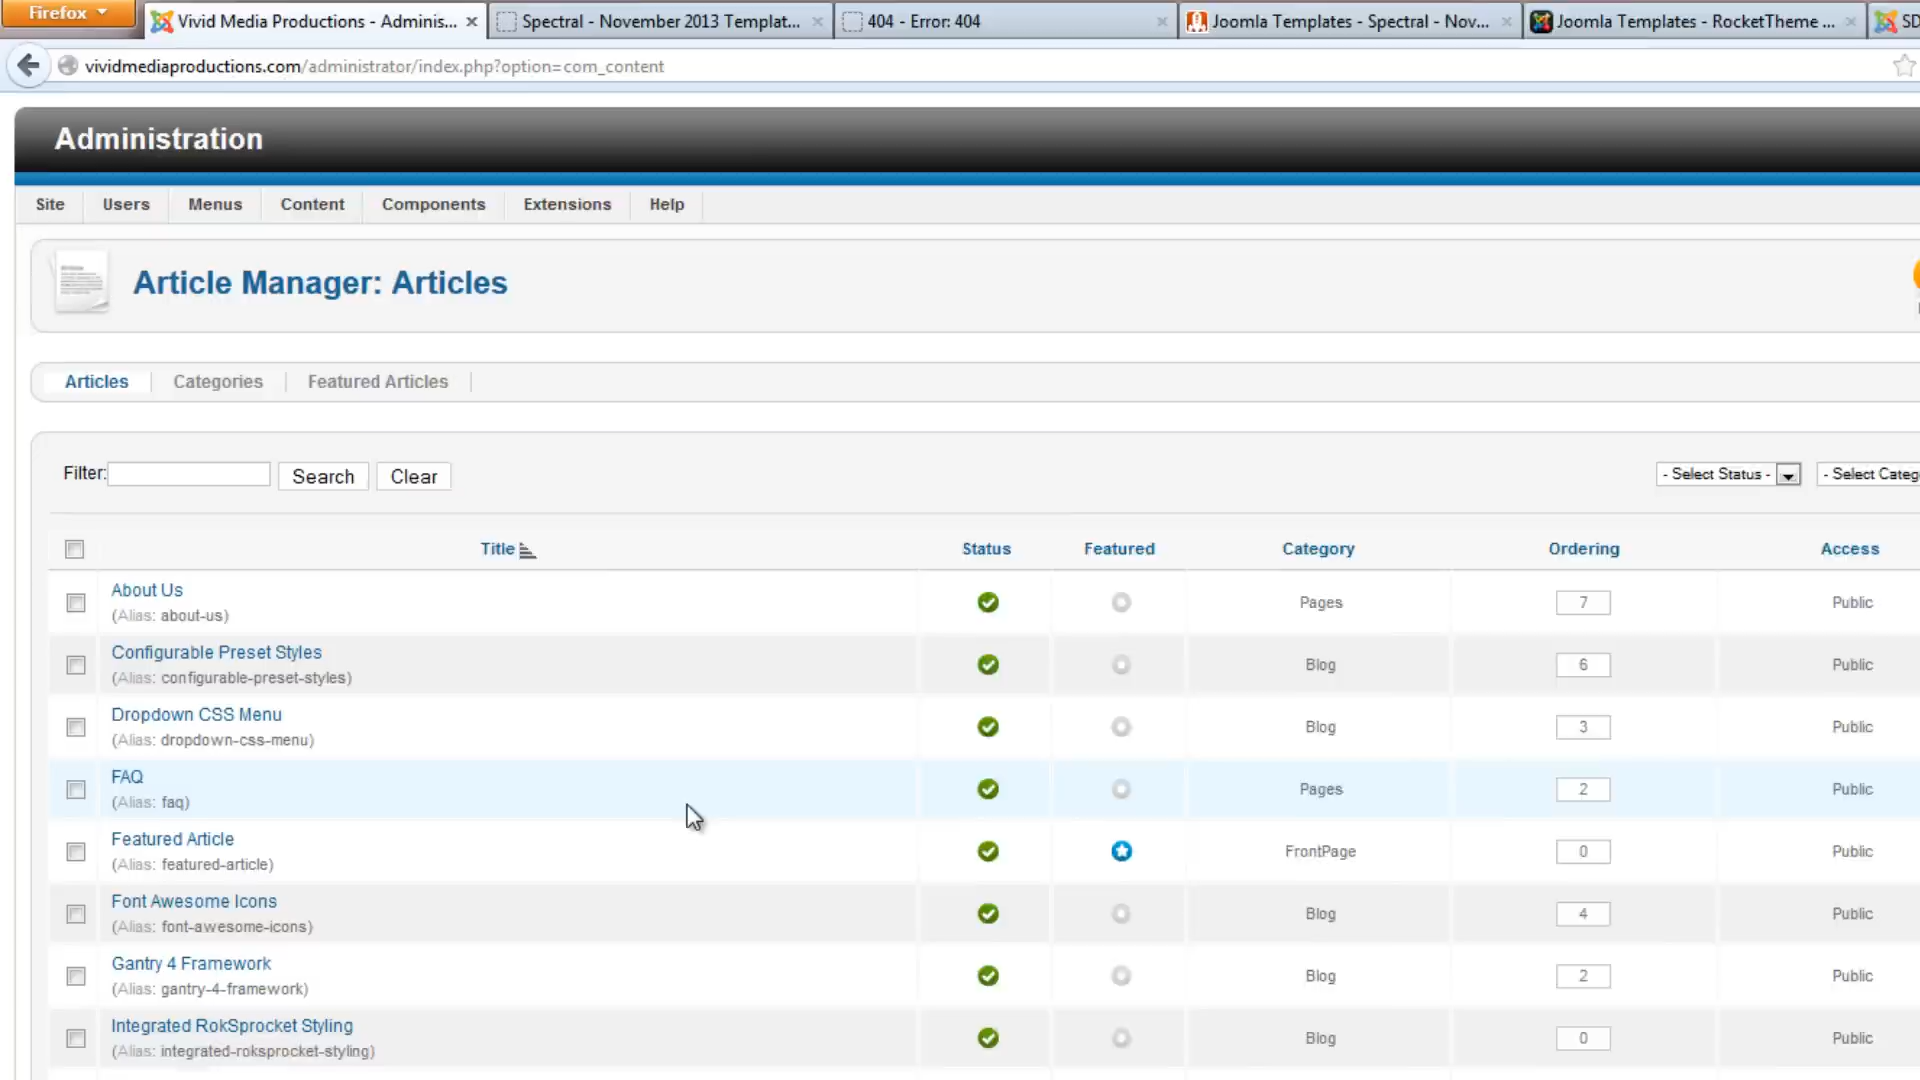 Firefox
Vivid Media Productions - Adminis...
Spectral - November 2013 Templat...
404 - Error: 404
Joomla Templates - Spectral - Nov...
Joomla Templates - RocketTheme ...
SD
vividmediaproductions.com/administrator/index.php?option=com_content
Administration
Site
Users
Menus
Content
Components
Extensions
Help
Article Manager: Articles
Articles
Categories
Featured Articles
Filter:
Search
Clear
- Select Status -
- Select Categ
Title
Status
Featured
Category
Ordering
Access
About Us
(Alias: about-us)
Pages
7
Public
Configurable Preset Styles
(Alias: configurable-preset-styles)
Blog
6
Public
Dropdown CSS Menu
(Alias: dropdown-css-menu)
Blog
3
Public
FAQ
(Alias: faq)
Pages
2
Public
Featured Article
(Alias: featured-article)
FrontPage
0
Public
Font Awesome Icons
(Alias: font-awesome-icons)
Blog
4
Public
Gantry 4 Framework
(Alias: gantry-4-framework)
Blog
2
Public
Integrated RokSprocket Styling
(Alias: integrated-roksprocket-styling)
Blog
0
Public